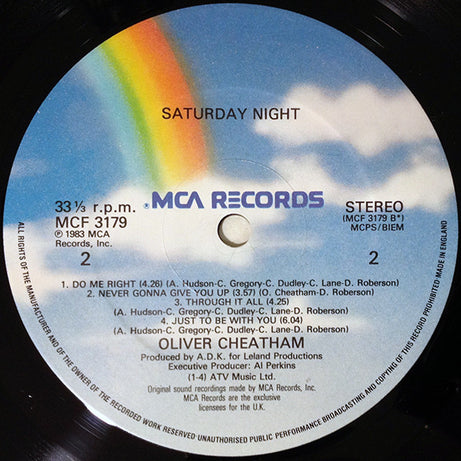 SATURDAY NIGHT
® MCA RECORDS
33⅓ r.p.m.
MCF 3179
℗ 1983 MCA
Records, Inc.
2
STEREO
(MCF 3179 B*)
MCPS/BIEM
2
1. DO ME RIGHT (4.26) (A. Hudson-C. Gregory-C. Dudley-C. Lane-D. Roberson)
2. NEVER GONNA GIVE YOU UP (3.57) (O. Cheatham-D. Roberson)
3. THROUGH IT ALL (4.25)
(A. Hudson-C. Gregory-C. Dudley-C. Lane-D. Roberson)
4. JUST TO BE WITH YOU (6.04)
(A. Hudson-C. Gregory-C. Dudley-C. Lane-D. Roberson)
OLIVER CHEATHAM
Produced by A.D.K. for Leland Productions
Executive Producer: Al Perkins
(1-4) ATV Music Ltd.
Original sound recordings made by MCA Records, Inc.
MCA Records are the exclusive
licensees for the U.K.
ALL RIGHTS OF THE MANUFACTURER AND OF THE OWNER OF THE RECORDED WORK RESERVED UNAUTHORISED PUBLIC PERFORMANCE BROADCASTING AND COPYING OF THIS RECORD PROHIBITED MADE IN ENGLAND